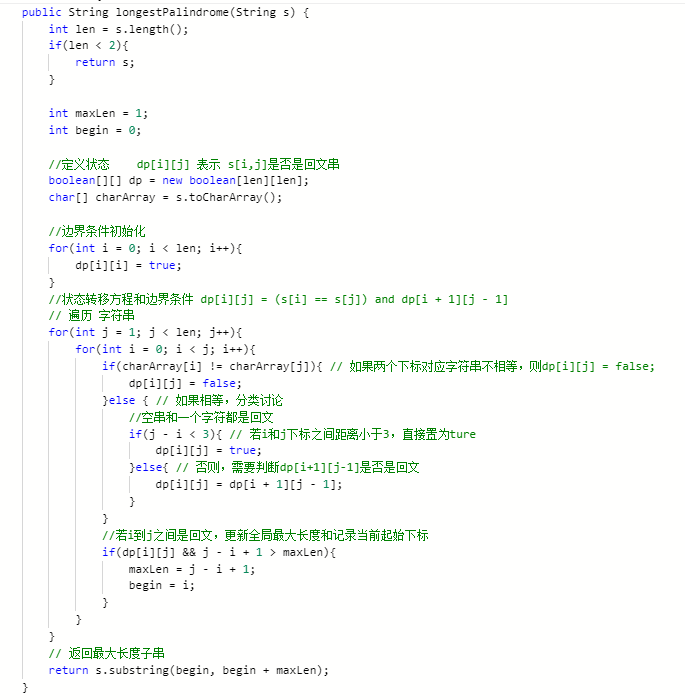 public String longestPalindrome(String s) {
    int len = s.length();
    if(len < 2){
        return s;
    }

    int maxLen = 1;
    int begin = 0;

    //定义状态    dp[i][j] 表示 s[i,j]是否是回文串
    boolean[][] dp = new boolean[len][len];
    char[] charArray = s.toCharArray();

    //边界条件初始化
    for(int i = 0; i < len; i++){
        dp[i][i] = true;
    }
    //状态转移方程和边界条件 dp[i][j] = (s[i] == s[j]) and dp[i + 1][j - 1]
    // 遍历 字符串
    for(int j = 1; j < len; j++){
        for(int i = 0; i < j; i++){
            if(charArray[i] != charArray[j]){ // 如果两个下标对应字符串不相等，则dp[i][j] = false;
                dp[i][j] = false;
            }else { // 如果相等，分类讨论
                //空串和一个字符都是回文
                if(j - i < 3){ // 若i和j下标之间距离小于3，直接置为ture
                    dp[i][j] = true;
                }else{ // 否则，需要判断dp[i+1][j-1]是否是回文
                    dp[i][j] = dp[i + 1][j - 1];
                }
            }
            //若i到j之间是回文，更新全局最大长度和记录当前起始下标
            if(dp[i][j] && j - i + 1 > maxLen){
                maxLen = j - i + 1;
                begin = i;
            }
        }
    }
    // 返回最大长度子串
    return s.substring(begin, begin + maxLen);
}